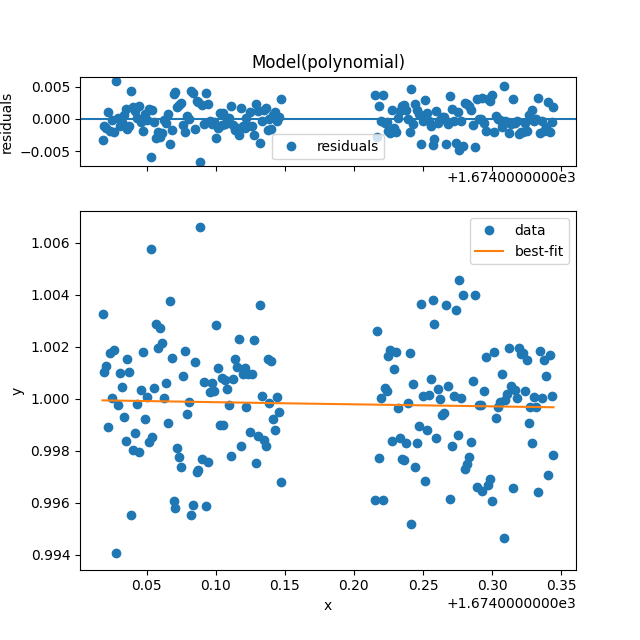 Model(polynomial)
residuals
0.005
0.000
−0.005
residuals
+1.6740000000e3
y
1.006
1.004
1.002
1.000
0.998
0.996
0.994
data
best-fit
0.05
0.10
0.15
0.20
0.25
0.30
0.35
x
+1.6740000000e3